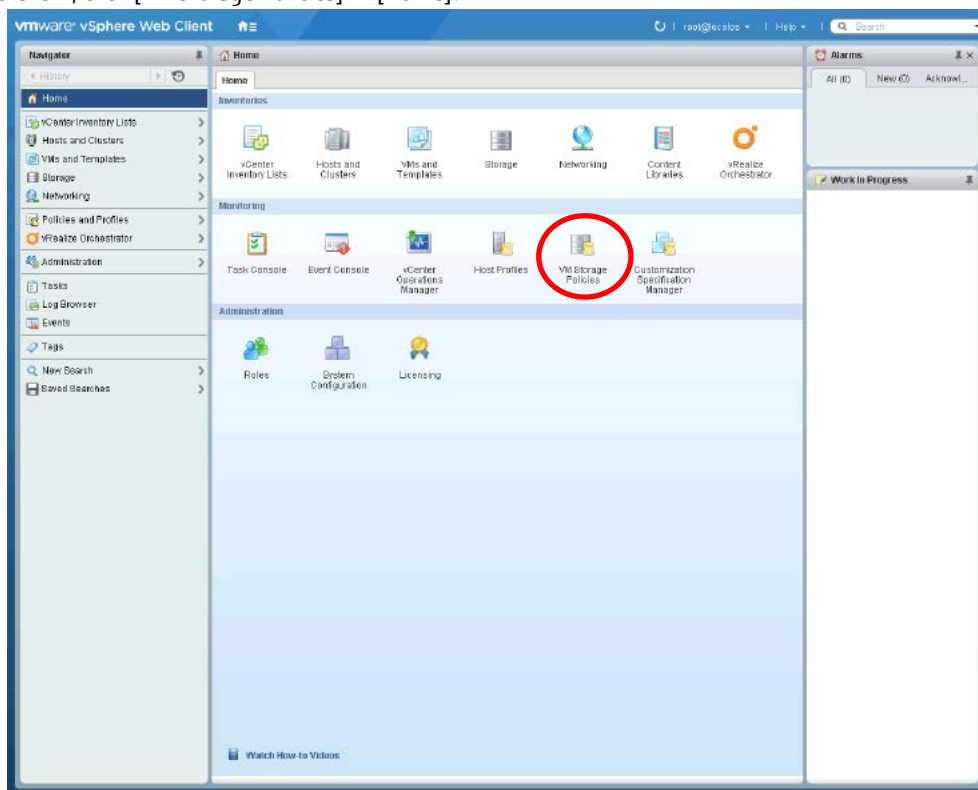 vmware® vSphere Web Client
root@localos
Help
Search
Navigator
History
Home
vCenter Inventory Lists
Hosts and Clusters
VMs and Templates
Storage
Networking
Policies and Profiles
vRealize Orchestrator
Administration
Tasks
Log Browser
Events
Tags
New Search
Saved Searches
Home
Home
Inventories
vCenter
Inventory Lists
Hosts and
Clusters
VMs and
Templates
Storage
Networking
Content
Libraries
vRealize
Orchestrator
Monitoring
Task Console
Event Console
vCenter
Operations
Manager
Host Profiles
VM Storage
Policies
Customization
Specification
Manager
Administration
Roles
System
Configuration
Licensing
Watch How-to Videos
Alarms
All (0)
New (0)
Acknowl...
Work In Progress